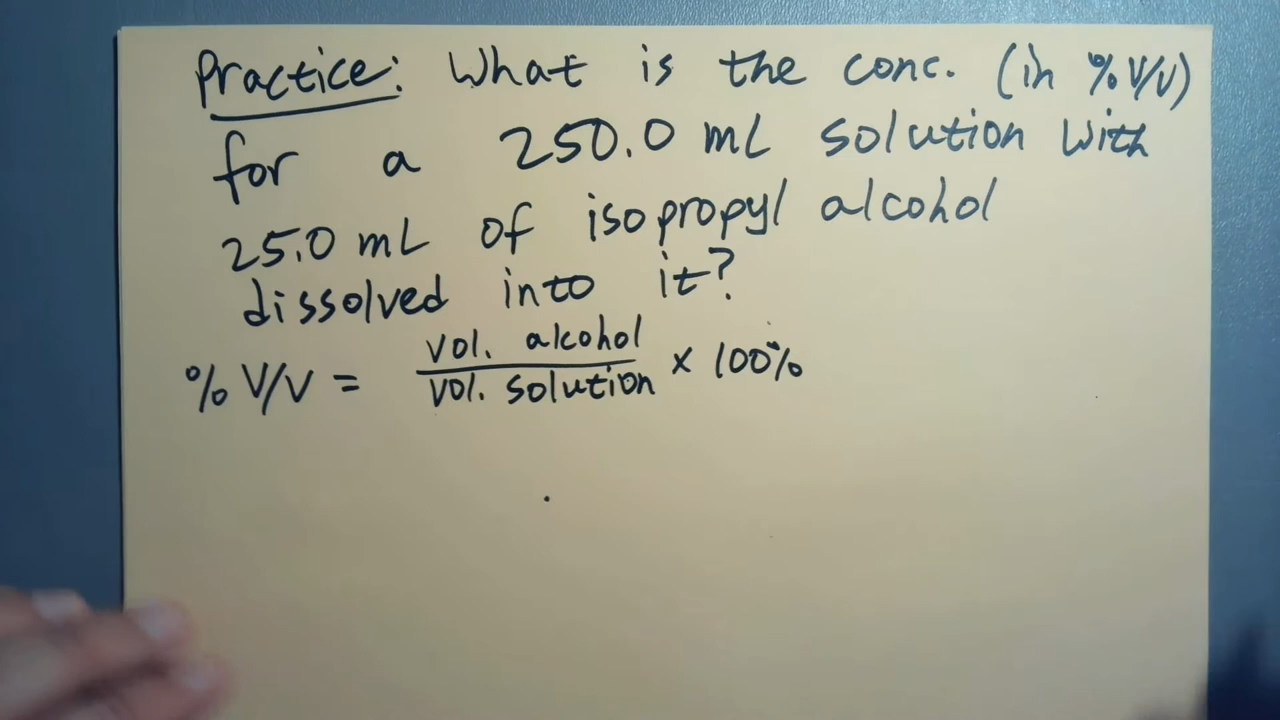 Practice: What is the conc. (in % V/V)
for a 250.0 mL solution with
25.0 mL of isopropyl alcohol
dissolved into it?
% V/V = vol. alcohol / vol. solution × 100%